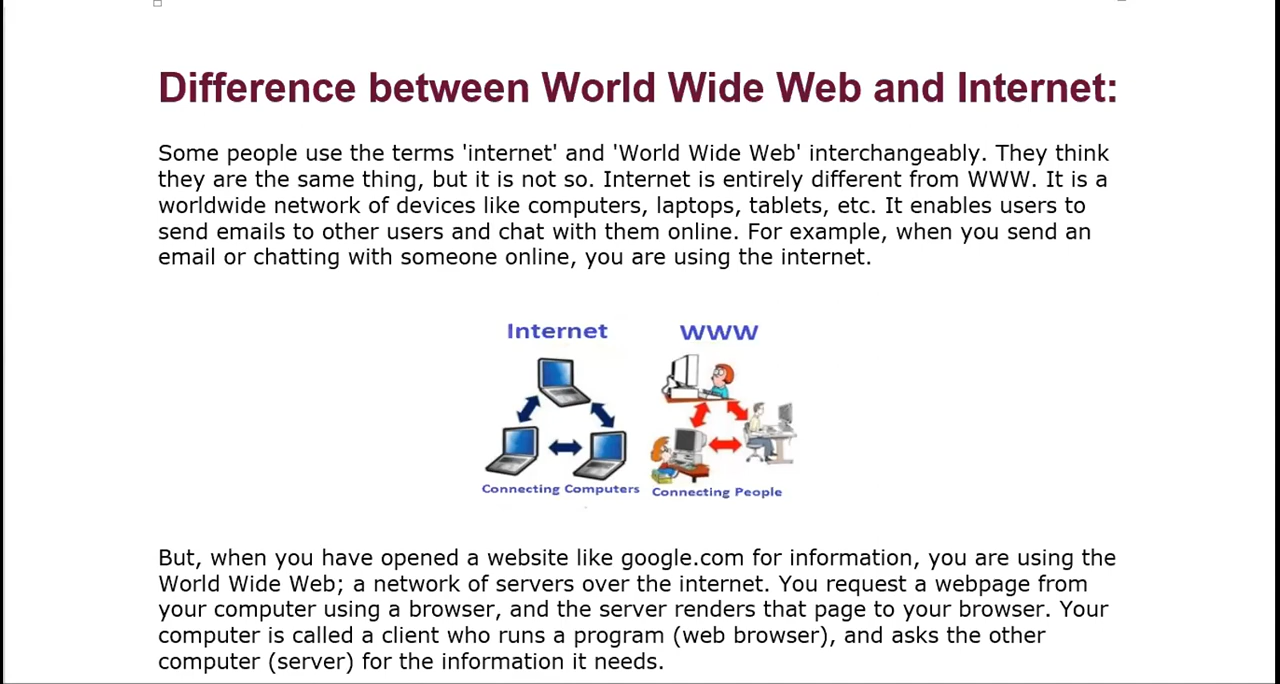 Difference between World Wide Web and Internet:
Some people use the terms 'internet' and 'World Wide Web' interchangeably. They think
they are the same thing, but it is not so. Internet is entirely different from WWW. It is a
worldwide network of devices like computers, laptops, tablets, etc. It enables users to
send emails to other users and chat with them online. For example, when you send an
email or chatting with someone online, you are using the internet.
Internet WWW
Connecting Computers Connecting People
But, when you have opened a website like google.com for information, you are using the
World Wide Web; a network of servers over the internet. You request a webpage from
your computer using a browser, and the server renders that page to your browser. Your
computer is called a client who runs a program (web browser), and asks the other
computer (server) for the information it needs.